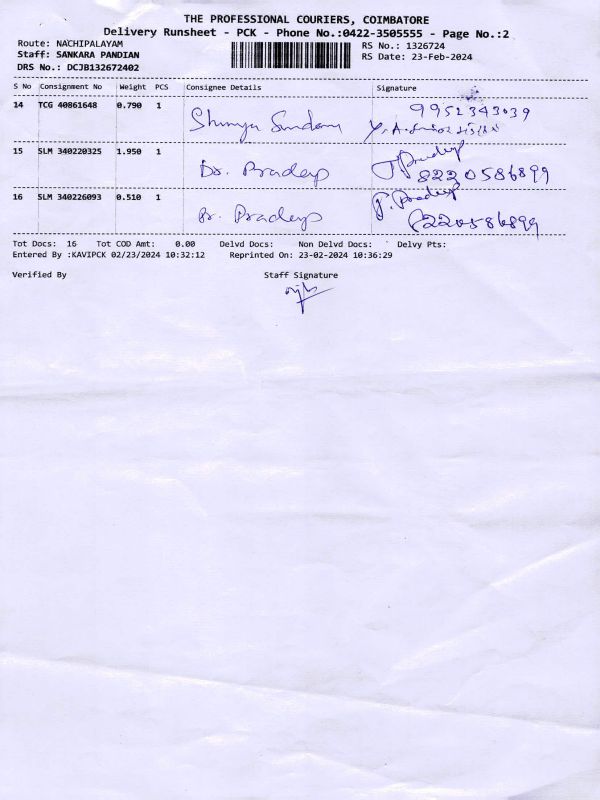 THE PROFESSIONAL COURIERS, COIMBATORE
Delivery Runsheet - PCK - Phone No.:0422-3505555 - Page No.:2
Route: NACHIPALAYAM RS No.: 1326724
Staff: SANKARA PANDIAN RS Date: 23-Feb-2024
DRS No.: DCJB132672402
S No Consignment No Weight PCS Consignee Details Signature
14 TCG 40861648 0.790 1 9952343039
15 SLM 340220325 1.950 1 Dr. Pradeep J Pradeep
8220586899
16 SLM 340226093 0.510 1 Dr. Pradeep J. Pradeep
8220586899
Tot Docs: 16 Tot COD Amt: 0.00 Delvd Docs: Non Delvd Docs: Delvy Pts:
Entered By :KAVIPCK 02/23/2024 10:32:12 Reprinted On: 23-02-2024 10:36:29
Verified By Staff Signature